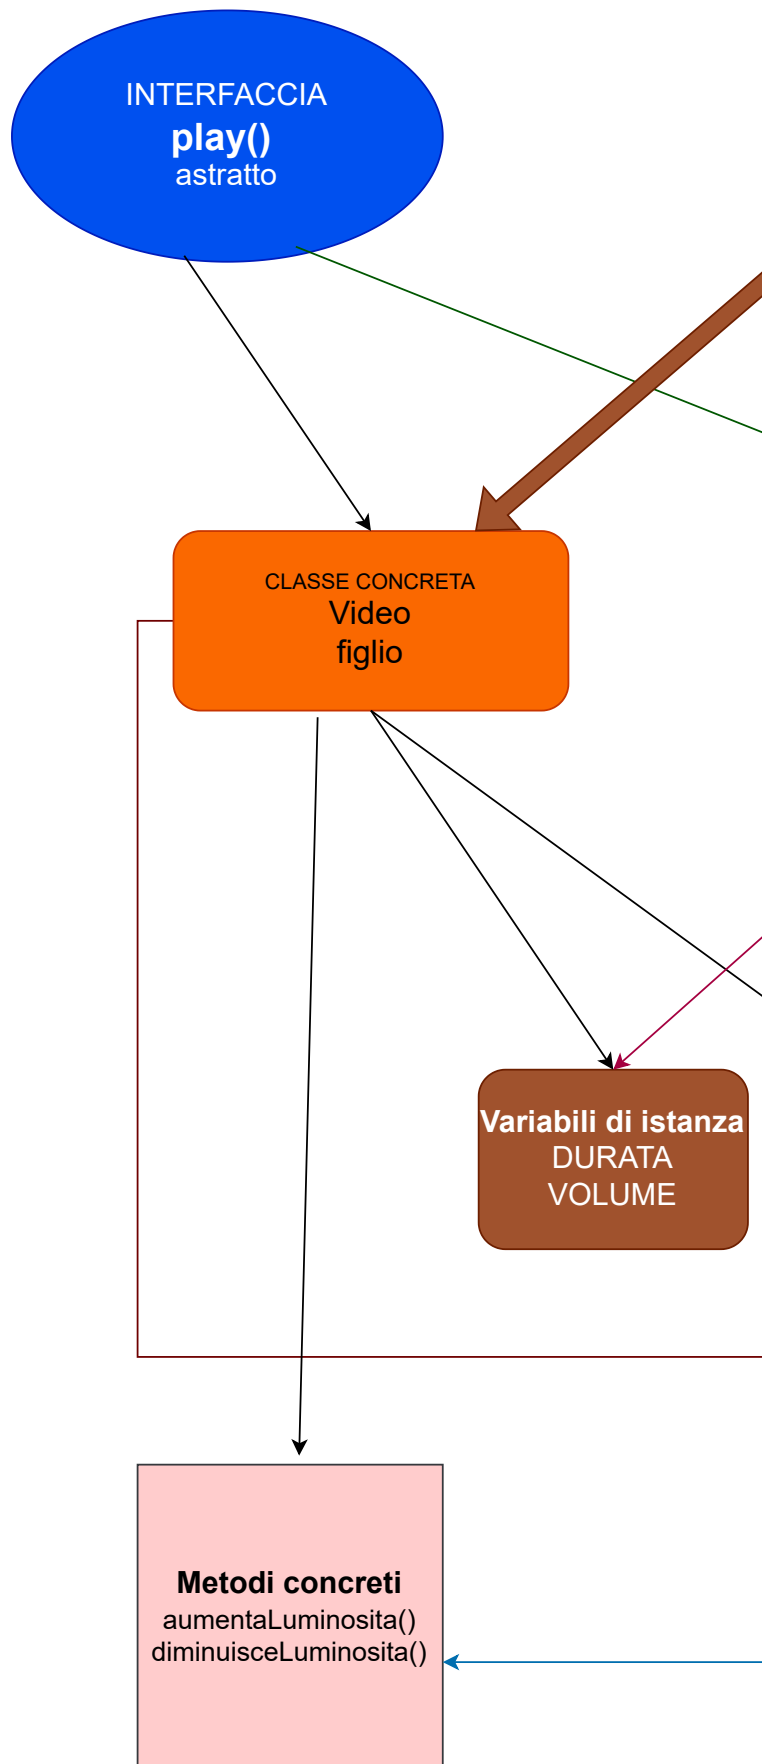 INTERFACCIA
play()
astratto
CLASSE CONCRETA
Video
figlio
Variabili di istanza
DURATA
VOLUME
Metodi concreti
aumentaLuminosita()
diminuisceLuminosita()